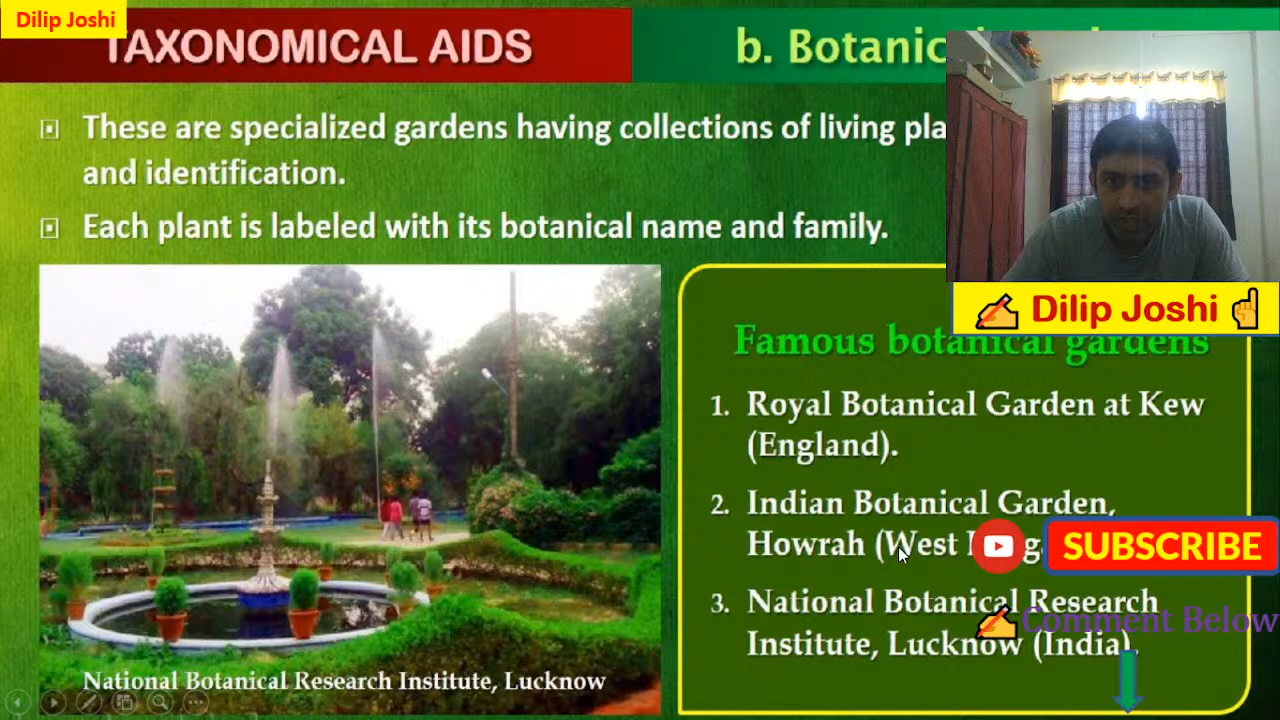 Dilip Joshi
TAXONOMICAL AIDS
b.
These are specialized gardens having collections of living
and identification.
Each plant is labeled with its botanical name and family.
Dilip Joshi
Famous botanical gardens
1. Royal Botanical Garden at Kew
(England).
2. Indian Botanical Garden,
Howrah (West
SUBSCRIBE
3. National Botanical Research
Comment Below
Institute, Lucknow (India).
National Botanical Research Institute, Lucknow